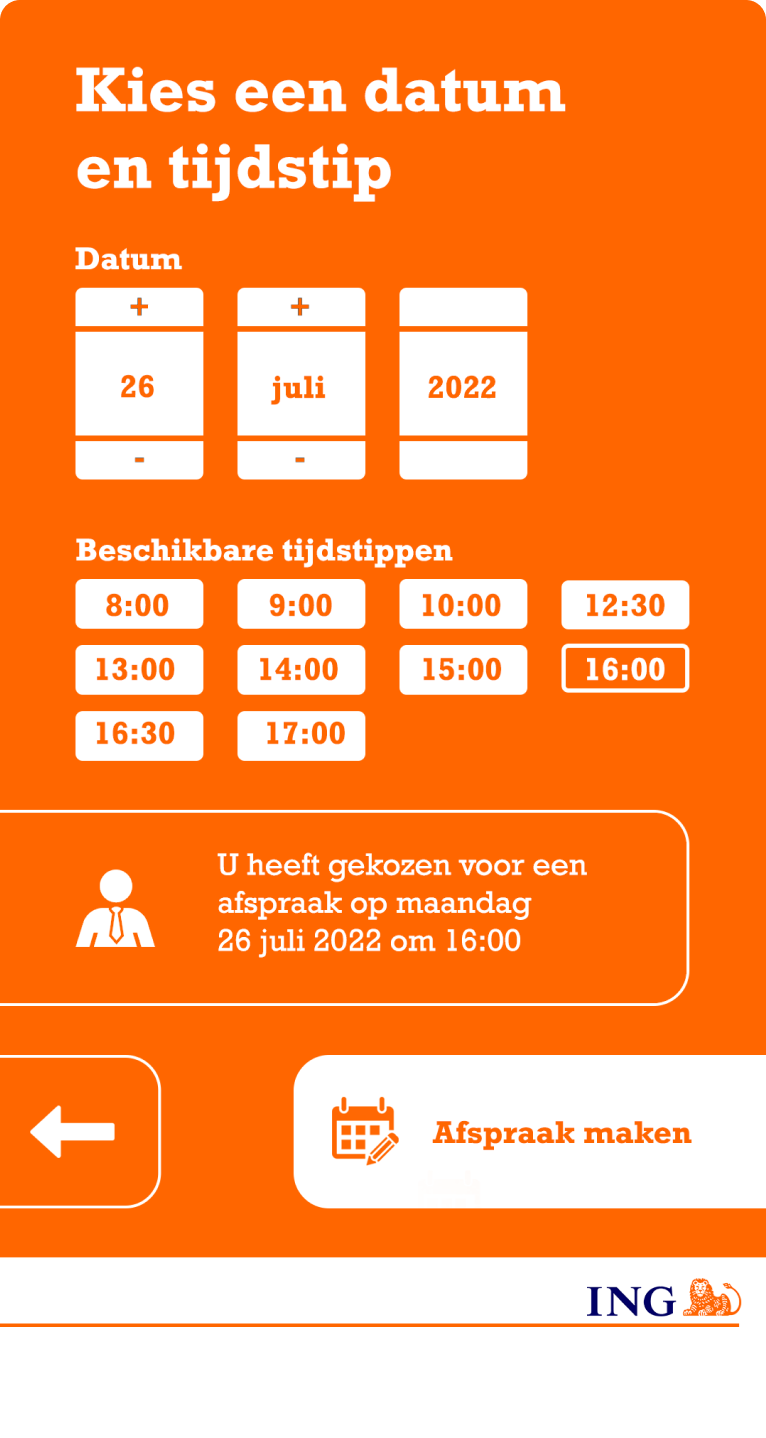 Kies een datum
en tijdstip
Datum
+ +
26 juli 2022
- -
Beschikbare tijdstippen
8:00 9:00 10:00 12:30
13:00 14:00 15:00 16:00
16:30 17:00
U heeft gekozen voor een
afspraak op maandag
26 juli 2022 om 16:00
Afspraak maken
ING